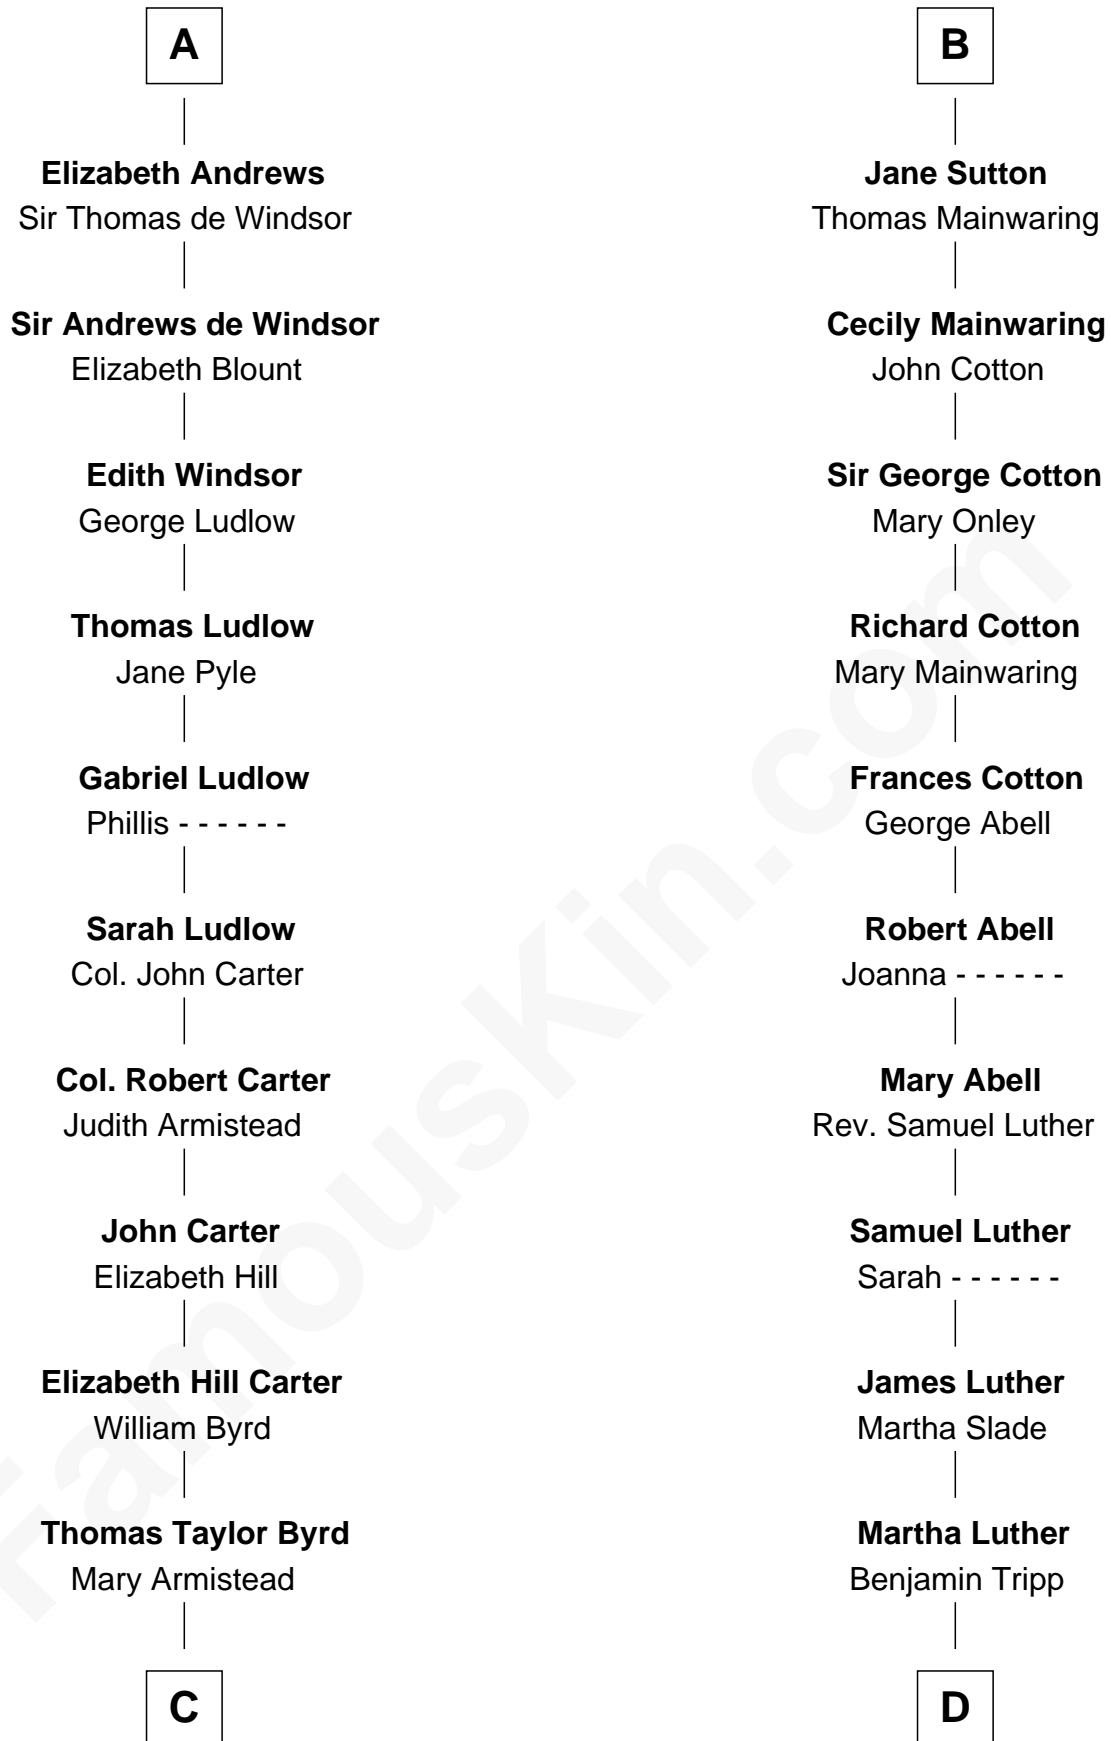 A
Elizabeth Andrews
Sir Thomas de Windsor
Sir Andrews de Windsor
Elizabeth Blount
Edith Windsor
George Ludlow
Thomas Ludlow
Jane Pyle
Gabriel Ludlow
Phillis - - - - - -
Sarah Ludlow
Col. John Carter
Col. Robert Carter
Judith Armistead
John Carter
Elizabeth Hill
Elizabeth Hill Carter
William Byrd
Thomas Taylor Byrd
Mary Armistead
C
B
Jane Sutton
Thomas Mainwaring
Cecily Mainwaring
John Cotton
Sir George Cotton
Mary Onley
Richard Cotton
Mary Mainwaring
Frances Cotton
George Abell
Robert Abell
Joanna - - - - - -
Mary Abell
Rev. Samuel Luther
Samuel Luther
Sarah - - - - - -
James Luther
Martha Slade
Martha Luther
Benjamin Tripp
D
FamousKin.com